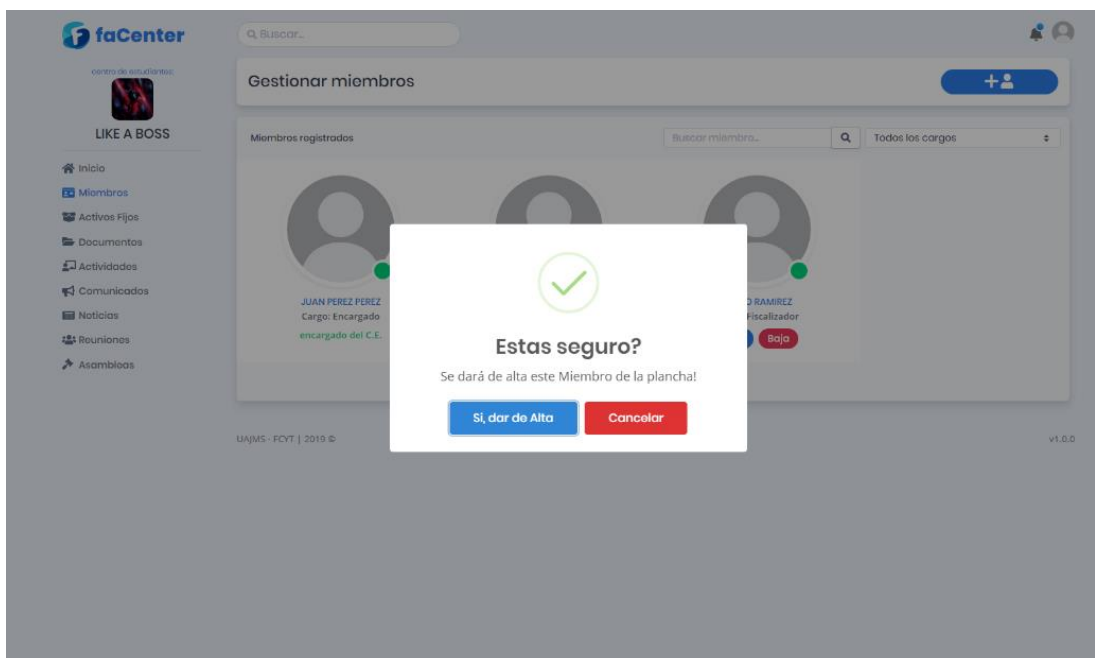 faCenter
Buscar...
centro de estudiantes:
LIKE A BOSS
Inicio
Miembros
Activos Fijos
Documentos
Actividades
Comunicados
Noticias
Reuniones
Asambleas
Gestionar miembros
Miembros registrados
Buscar miembro...
Todos los cargos
JUAN PEREZ PEREZ
Cargo: Encargado
encargado del C.E.
RAMIREZ
Fiscalizador
Baja
Estas seguro?
Se dará de alta este Miembro de la plancha!
Si, dar de Alta
Cancelar
UAJMS - FCYT | 2019 ©
v1.0.0